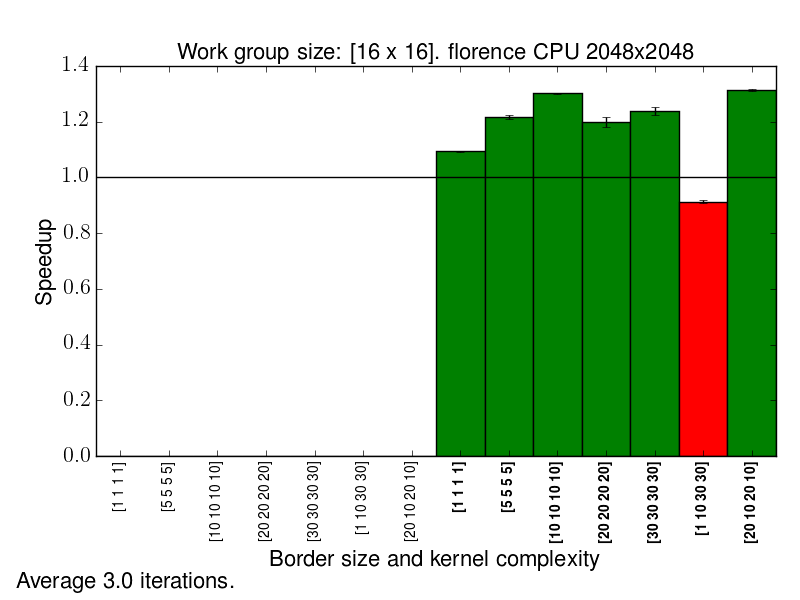 Work group size: [16 x 16]. florence CPU 2048x2048
1.4
1.2
1.0
0.8
0.6
0.4
0.2
0.0
Speedup
[1 1 1 1]
[5 5 5 5]
[10 10 10 10]
[20 20 20 20]
[30 30 30 30]
[1 10 30 30]
[20 10 20 10]
[1 1 1 1]
[5 5 5 5]
[10 10 10 10]
[20 20 20 20]
[30 30 30 30]
[1 10 30 30]
[20 10 20 10]
Border size and kernel complexity
Average 3.0 iterations.